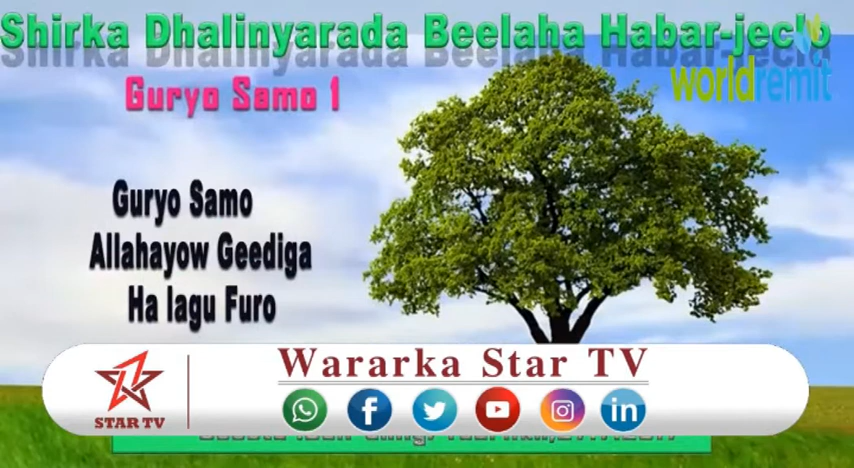 Shirka Dhalinyarada Beelaha Habar-jeclo
worldremit
Guryo Samo 1
Guryo Samo
Allahayow Geediga
Ha lagu Furo
Wararka Star TV
STAR TV